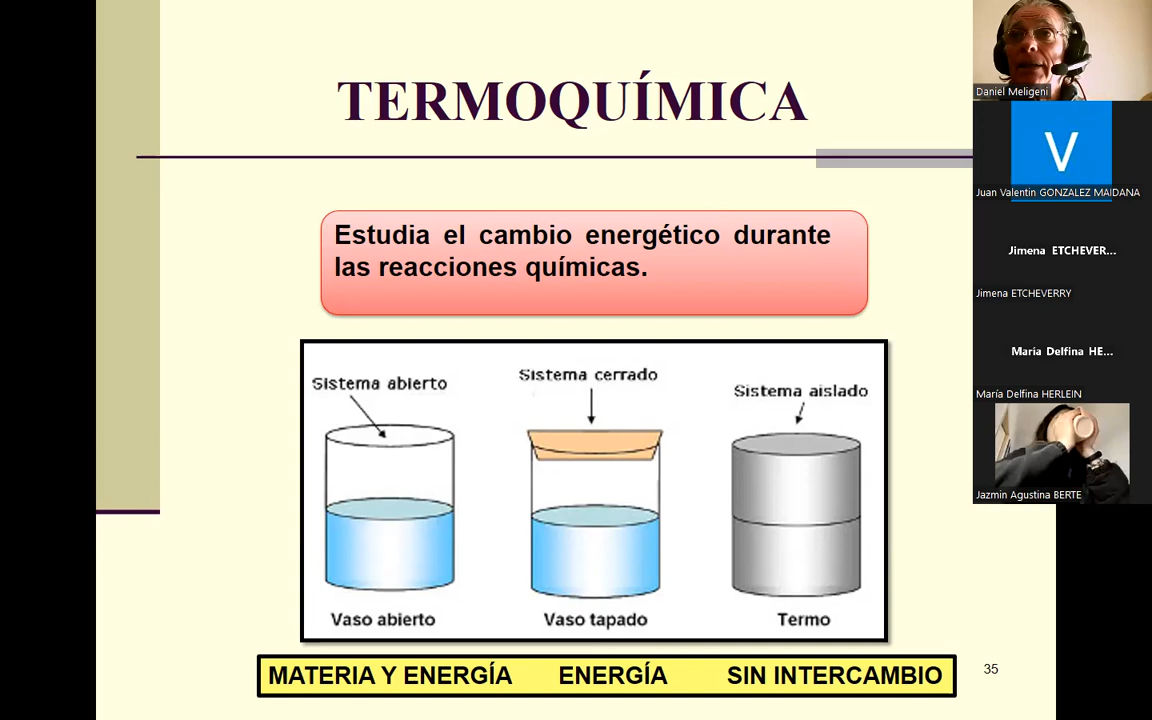 TERMOQUÍMICA
Estudia el cambio energético durante
las reacciones químicas.
Sistema abierto
Sistema cerrado
Sistema aislado
Vaso abierto
Vaso tapado
Termo
MATERIA Y ENERGÍA ENERGÍA SIN INTERCAMBIO
35
Daniel Meligeni
V
Juan Valentin GONZALEZ MAIDANA
Jimena ETCHEVER...
Jimena ETCHEVERRY
María Delfina HE...
María Delfina HERLEIN
Jazmin Agustina BERTE